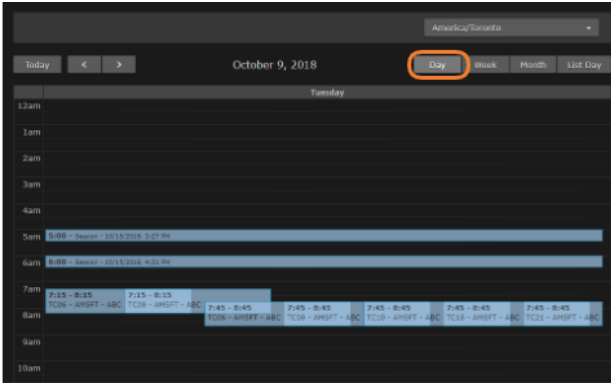 America/Toronto
Today < > October 9, 2018 Day Week Month List Day
Tuesday
12am
1am
2am
3am
4am
5am 5:00 - Session - 10/15/2018, 2:27 PM
6am 6:00 - Session - 10/15/2018, 4:21 PM
7am
7:15 - 8:15 7:15 - 8:15
TC06 - AMSFT - ABC TC08 - AMSFT - ABC
7:45 - 8:45 7:45 - 8:45 7:45 - 8:45 7:45 - 8:45 7:45 - 8:45
8am TC06 - AMSFT - ABC TC08 - AMSFT - ABC TC10 - AMSFT - ABC TC18 - AMSFT - ABC TC21 - AMSFT - ABC
9am
10am